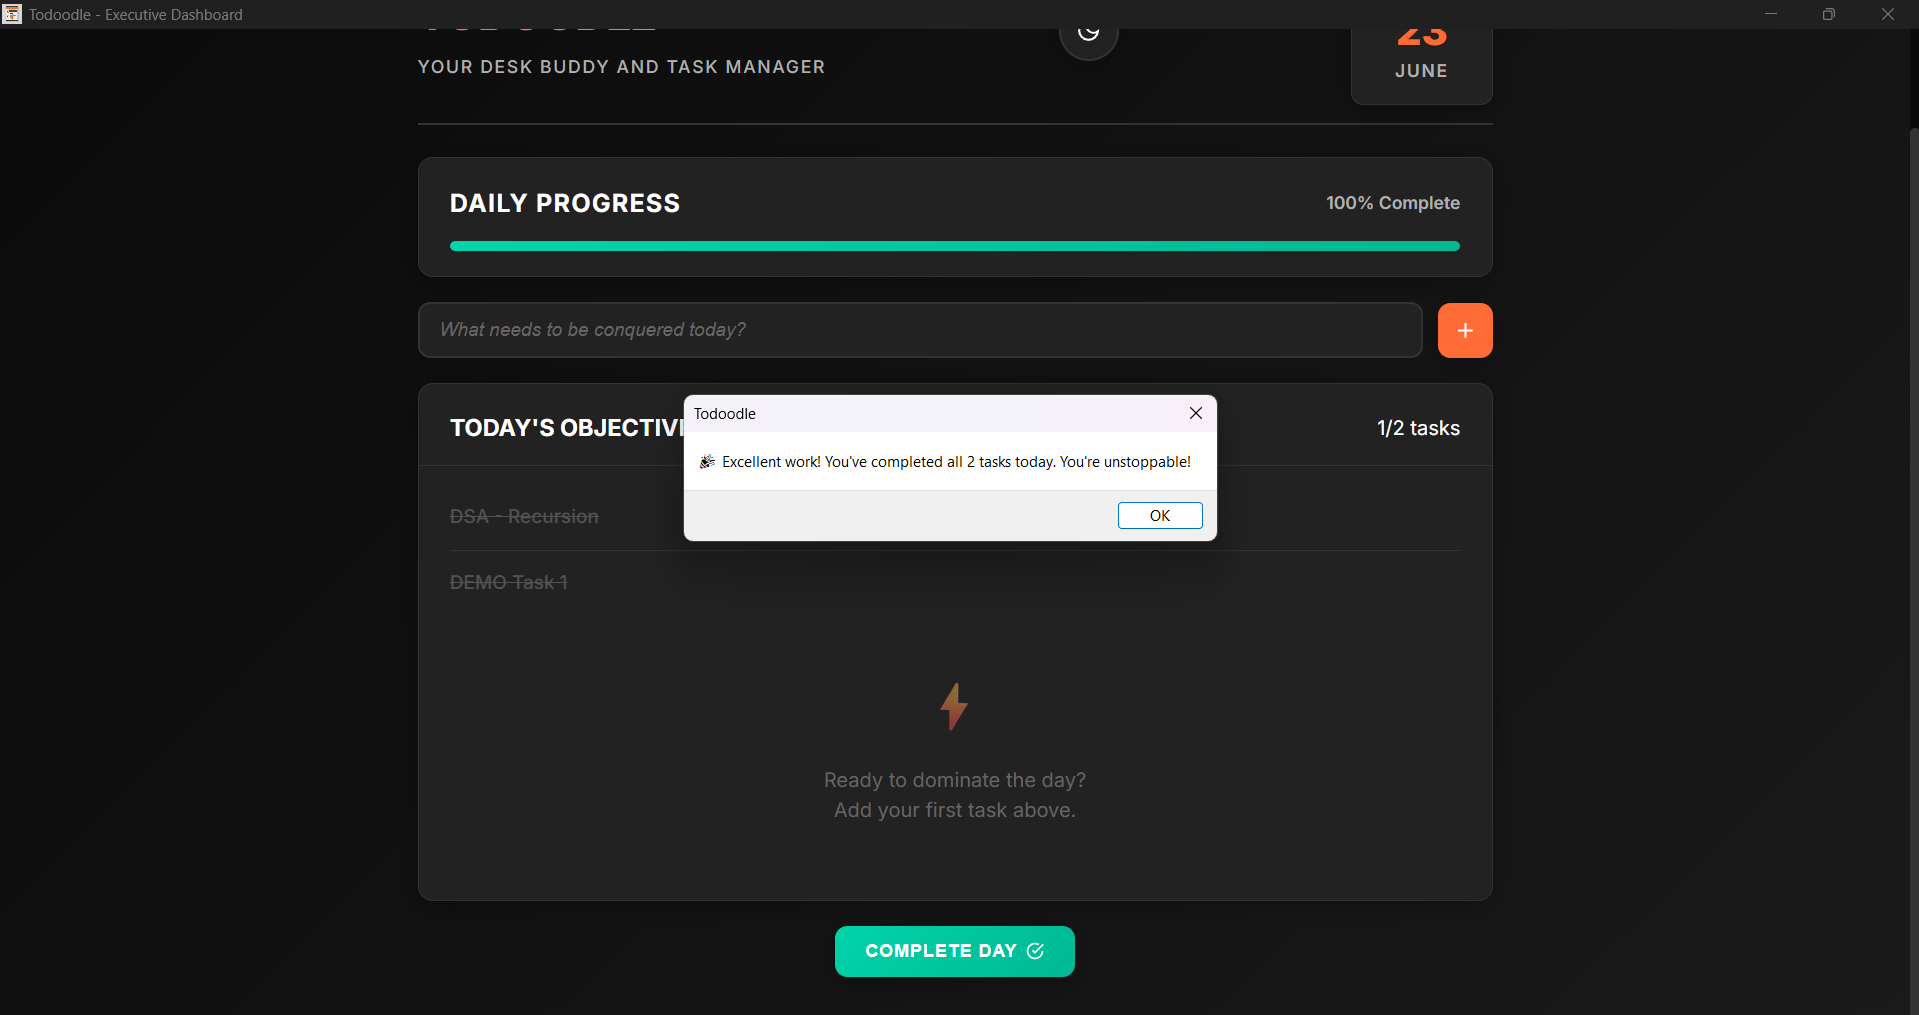 Todoodle - Executive Dashboard
YOUR DESK BUDDY AND TASK MANAGER
23
JUNE
DAILY PROGRESS
100% Complete
What needs to be conquered today?
+
TODAY'S OBJECTIV
1/2 tasks
Todoodle
🎉 Excellent work! You've completed all 2 tasks today. You're unstoppable!
OK
DSA - Recursion
DEMO Task 1
Ready to dominate the day?
Add your first task above.
COMPLETE DAY